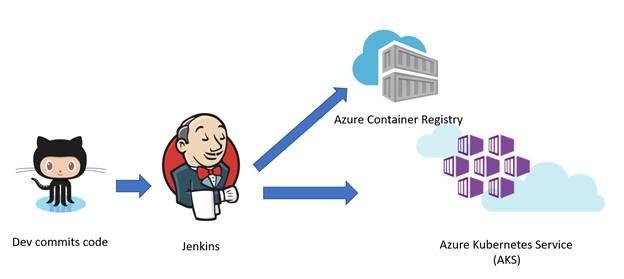 Azure Container Registry
Dev commits code
Jenkins
Azure Kubernetes Service
(AKS)